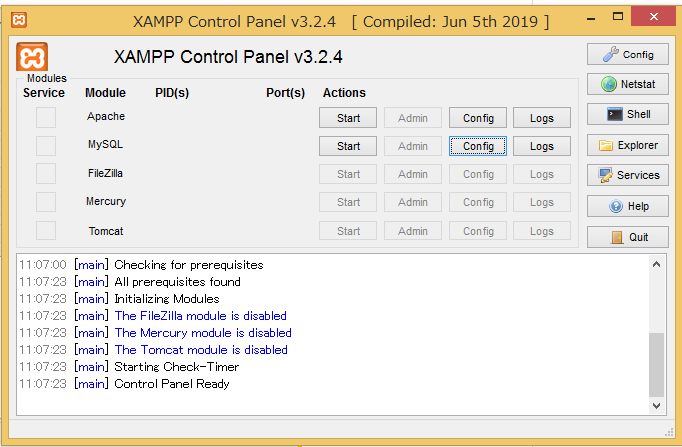 XAMPP Control Panel v3.2.4 [ Compiled: Jun 5th 2019 ]
XAMPP Control Panel v3.2.4
Config
Modules
Service Module PID(s) Port(s) Actions
Netstat
Apache Start Admin Config Logs
Shell
MySQL Start Admin Config Logs
Explorer
FileZilla Start Admin Config Logs
Services
Mercury Start Admin Config Logs
Help
Tomcat Start Admin Config Logs
Quit
11:07:00 [main] Checking for prerequisites
11:07:23 [main] All prerequisites found
11:07:23 [main] Initializing Modules
11:07:23 [main] The FileZilla module is disabled
11:07:23 [main] The Mercury module is disabled
11:07:23 [main] The Tomcat module is disabled
11:07:23 [main] Starting Check-Timer
11:07:23 [main] Control Panel Ready